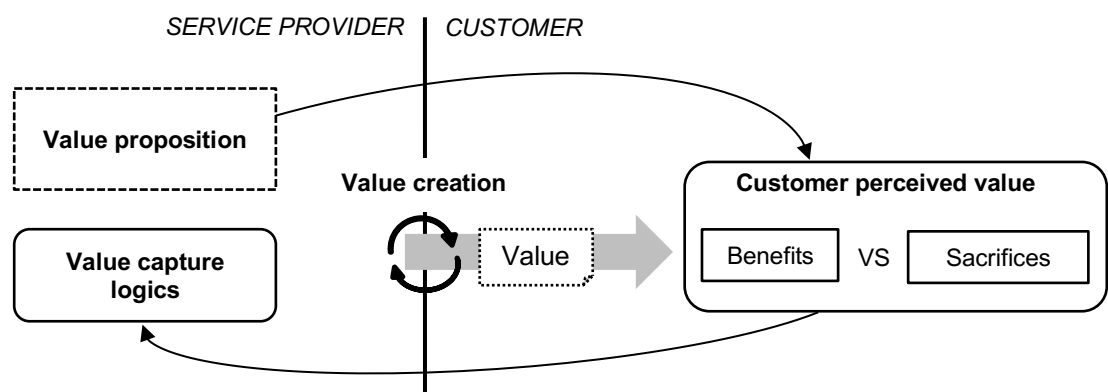 SERVICE PROVIDER
CUSTOMER
Value proposition
Value creation
Customer perceived value
Value capture
logics
Value
Benefits
VS
Sacrifices